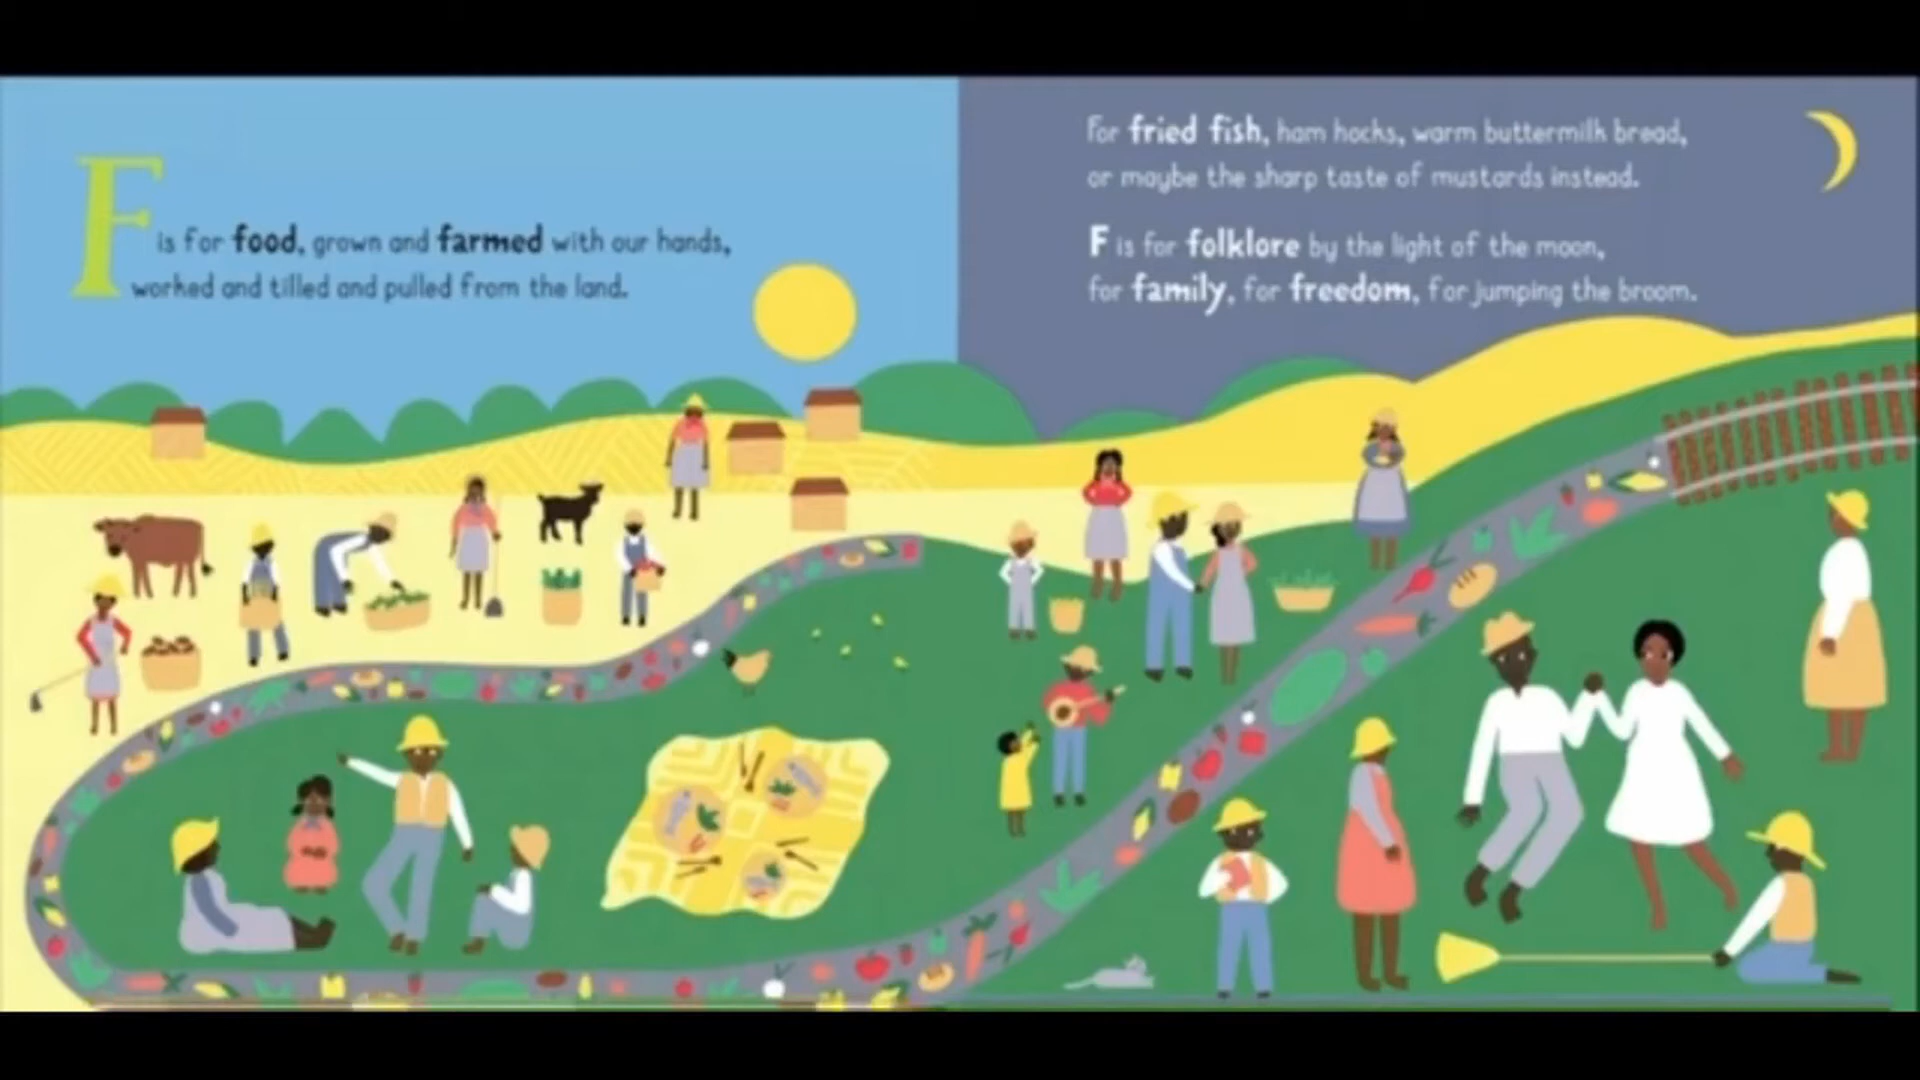 F is for food, grown and farmed with our hands,
worked and tilled and pulled from the land.
For fried fish, ham hocks, warm buttermilk bread,
or maybe the sharp taste of mustards instead.
F is for folklore by the light of the moon,
for family, for freedom, for jumping the broom.